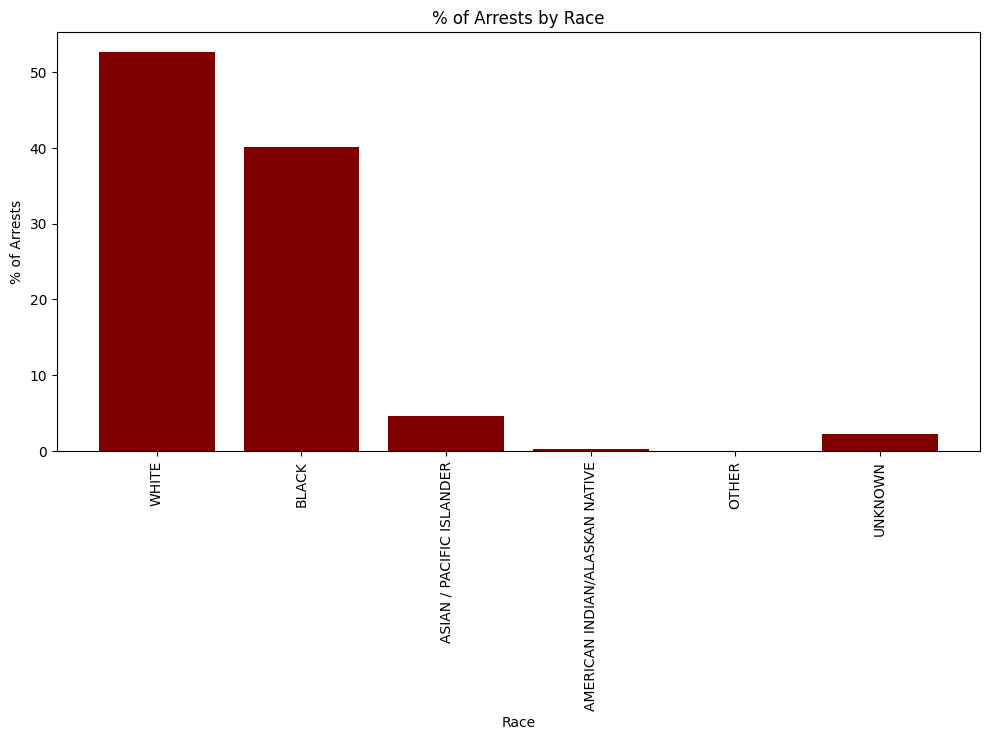 % of Arrests by Race
% of Arrests
50
40
30
20
10
0
WHITE
BLACK
ASIAN / PACIFIC ISLANDER
AMERICAN INDIAN/ALASKAN NATIVE
OTHER
UNKNOWN
Race